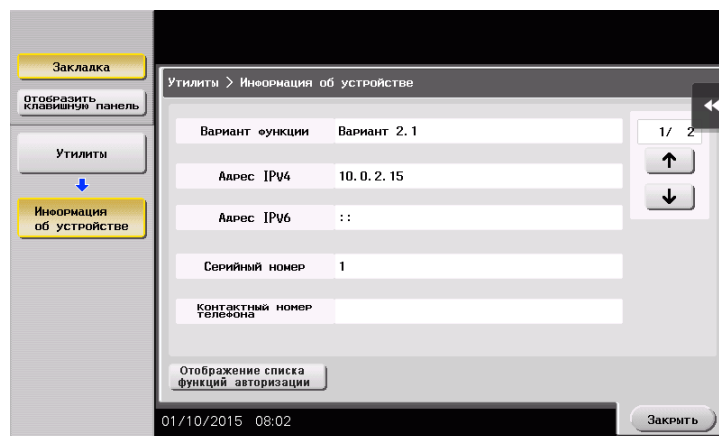 Закладка
Отобразить
клавишную панель
Утилиты
Информация
об устройстве
Утилиты > Информация об устройстве
Вариант функции Вариант 2.1
1/ 2
Адрес IPv4 10.0.2.15
Адрес IPv6 ::
Серийный номер 1
Контактный номер
телефона
Отображение списка
функций авторизации
01/10/2015 08:02
Закрыть